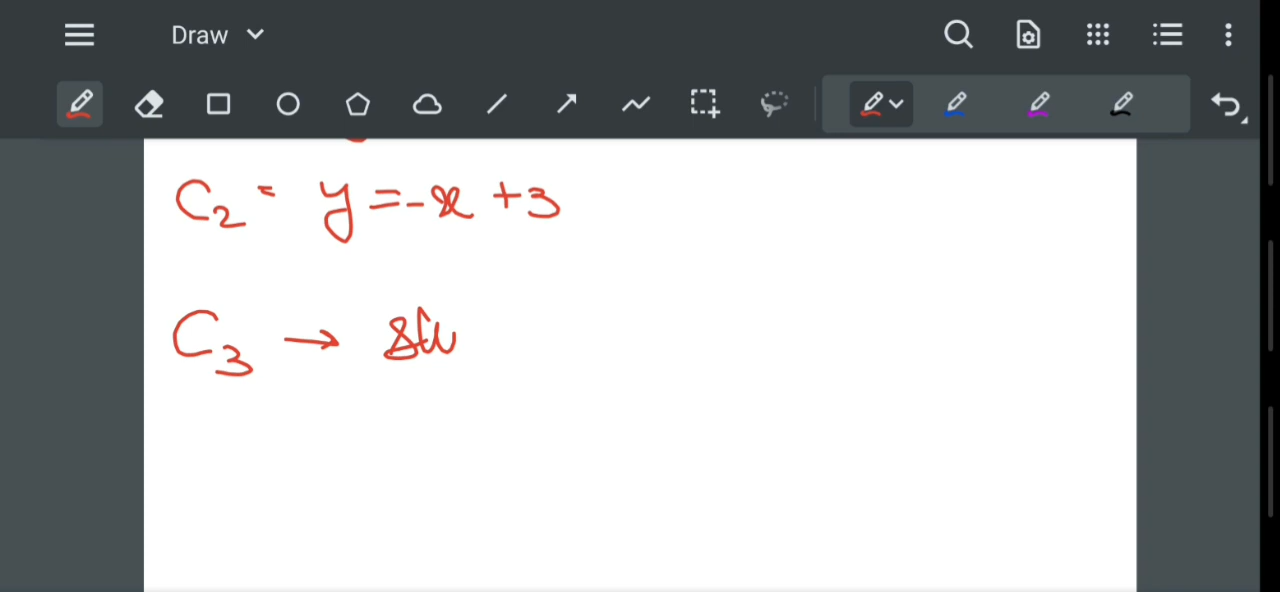 Draw
C₂ = y = -x + 3
C₃ →